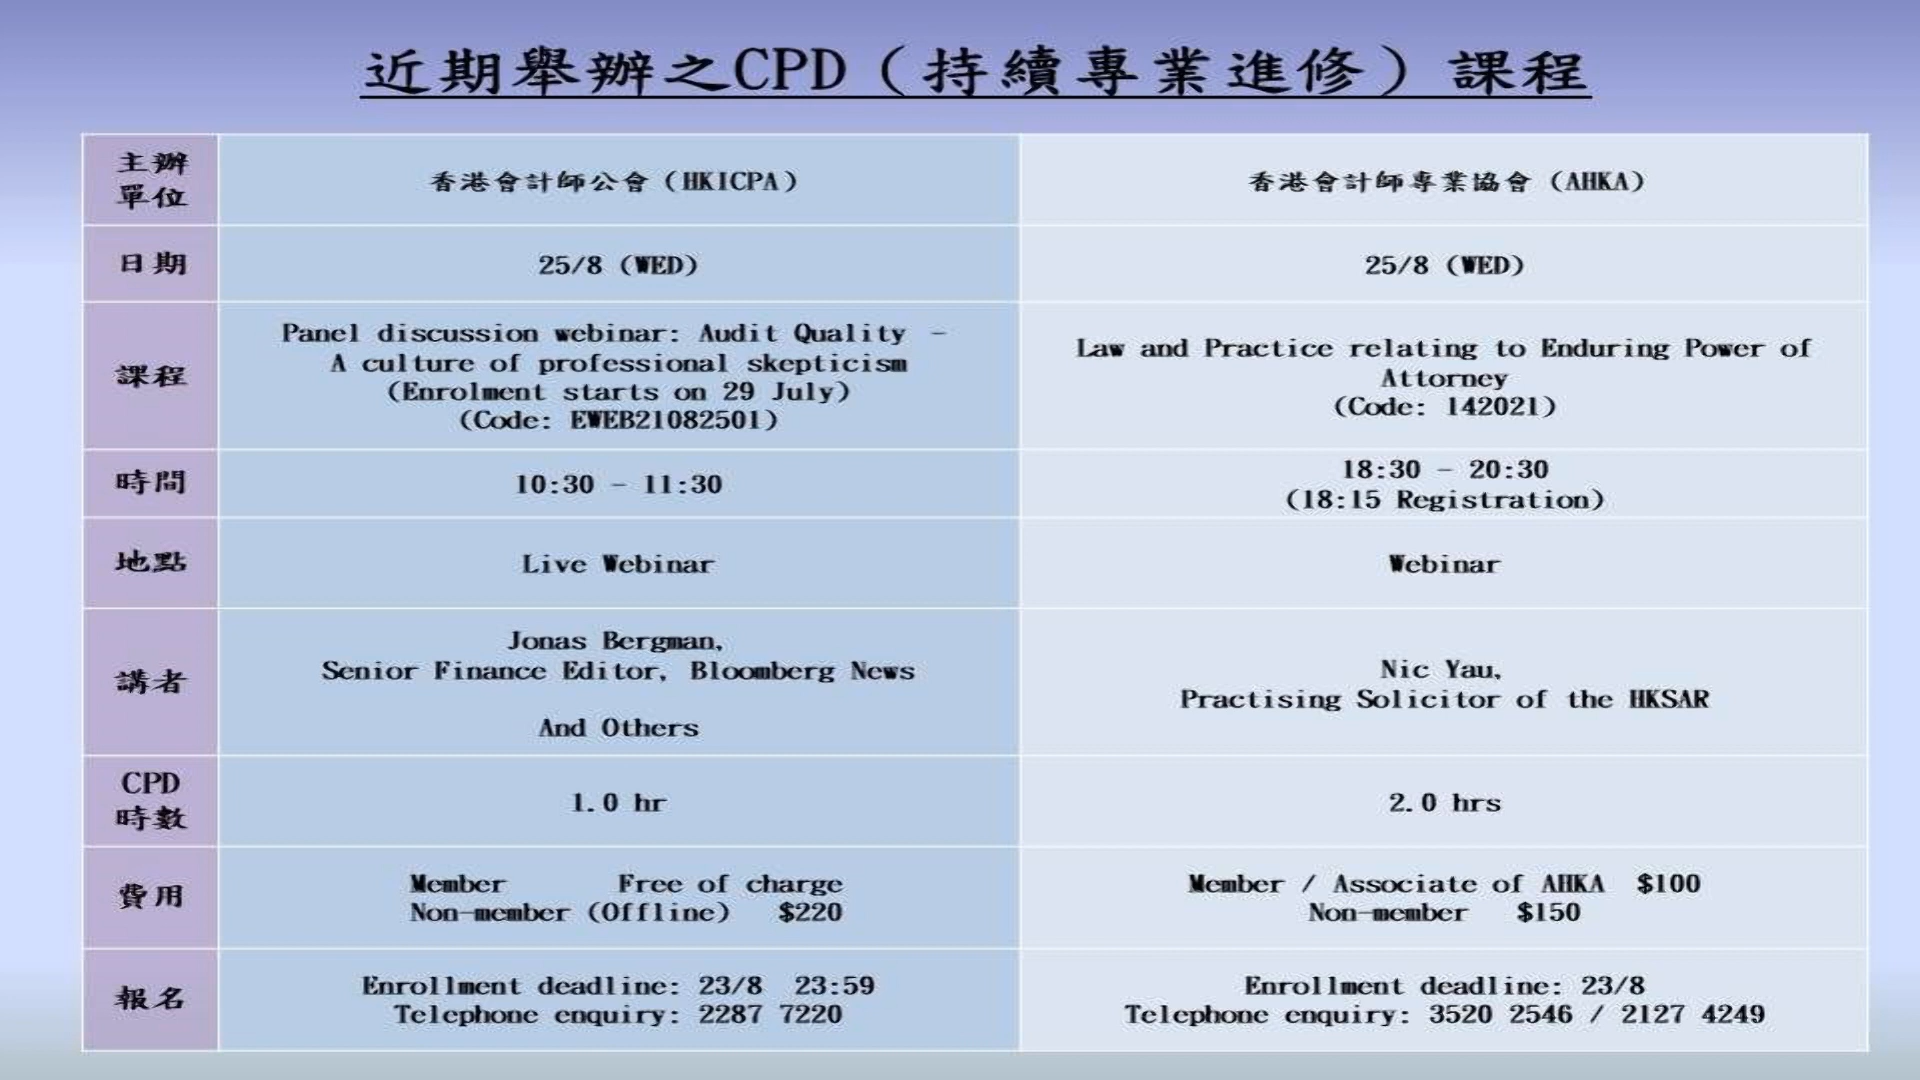 近期舉辦之CPD（持續專業進修）課程
主辦
單位
香港會計師公會（HKICPA）
香港會計師專業協會（AHKA）
日期
25/8 (WED)
25/8 (WED)
課程
Panel discussion webinar: Audit Quality –
A culture of professional skepticism
(Enrolment starts on 29 July)
(Code: EWEB21082501)
Law and Practice relating to Enduring Power of
Attorney
(Code: 142021)
時間
10:30 – 11:30
18:30 – 20:30
(18:15 Registration)
地點
Live Webinar
Webinar
講者
Jonas Bergman,
Senior Finance Editor, Bloomberg News
And Others
Nic Yau,
Practising Solicitor of the HKSAR
CPD
時數
1.0 hr
2.0 hrs
費用
Member Free of charge
Non-member (Offline) $220
Member / Associate of AHKA $100
Non-member $150
報名
Enrollment deadline: 23/8 23:59
Telephone enquiry: 2287 7220
Enrollment deadline: 23/8
Telephone enquiry: 3520 2546 / 2127 4249